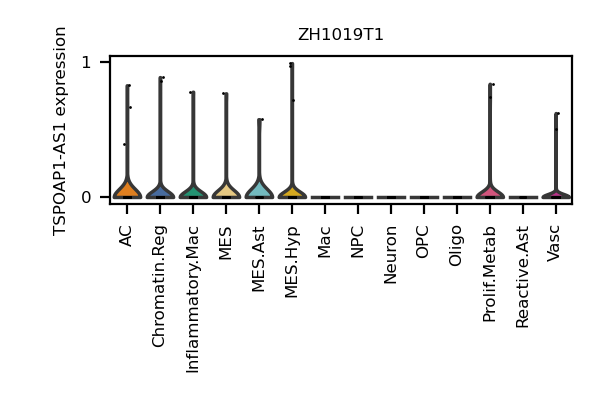 ZH1019T1
TSPOAP1-AS1 expression
1
0
AC
Chromatin.Reg
Inflammatory.Mac
MES
MES.Ast
MES.Hyp
Mac
NPC
Neuron
OPC
Oligo
Prolif.Metab
Reactive.Ast
Vasc